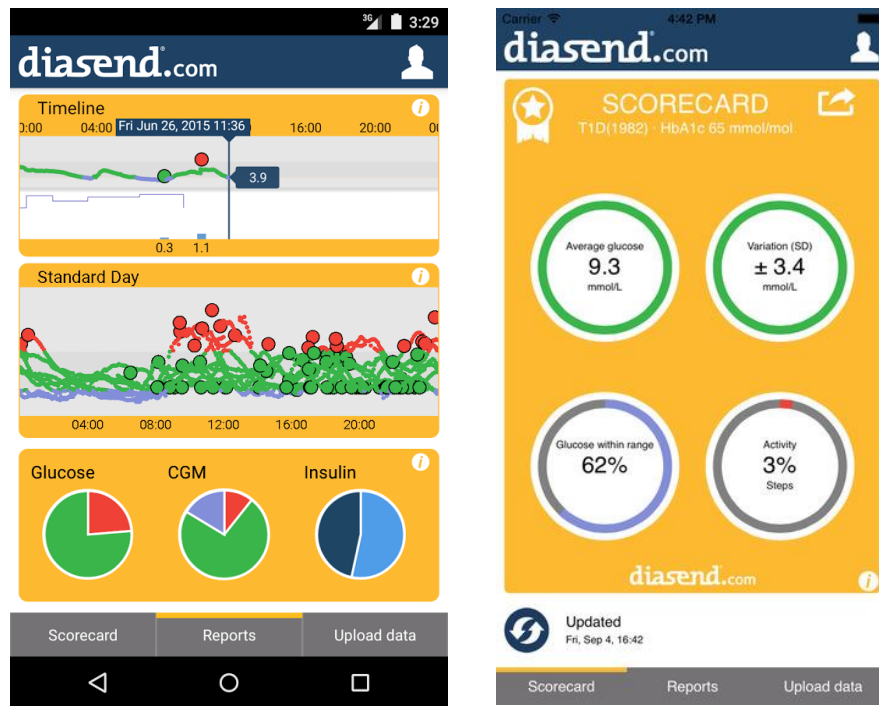 3G 3:29
diasend.com
Timeline
0:00 04:00 Fri Jun 26, 2015 11:36 16:00 20:00
3.9
0.3 1.1
Standard Day
04:00 08:00 12:00 16:00 20:00
Glucose CGM Insulin
Scorecard Reports Upload data
Carrier 4:42 PM
diasend.com
SCORECARD
T1D(1982) · HbA1c 65 mmol/mol
Average glucose
9.3
mmol/L
Variation (SD)
± 3.4
mmol/L
Glucose within range
62%
Activity
3%
Steps
diasend.com
Updated
Fri, Sep 4, 16:42
Scorecard Reports Upload data